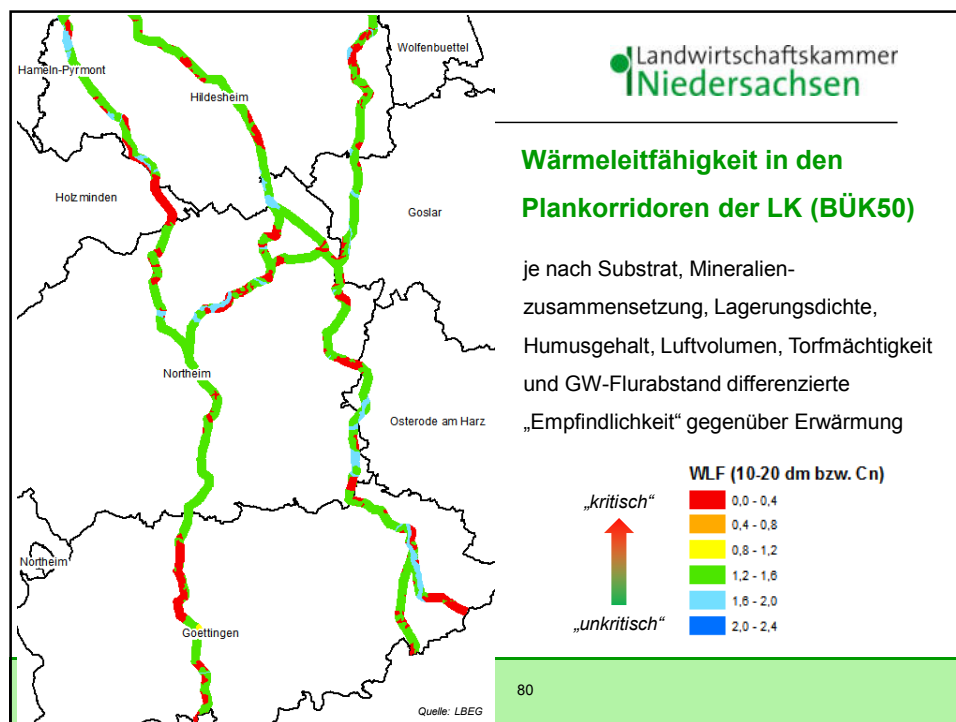 Wolfenbuettel
Hameln-Pyrmont
Hildesheim
Holzminden
Goslar
Northeim
Osterode am Harz
Northeim
Goettingen
Quelle: LBEG
Landwirtschaftskammer
Niedersachsen
Wärmeleitfähigkeit in den
Plankorridoren der LK (BÜK50)
je nach Substrat, Mineralien-
zusammensetzung, Lagerungsdichte,
Humusgehalt, Luftvolumen, Torfmächtigkeit
und GW-Flurabstand differenzierte
„Empfindlichkeit“ gegenüber Erwärmung
„kritisch“
„unkritisch“
WLF (10-20 dm bzw. Cn)
0,0 - 0,4
0,4 - 0,8
0,8 - 1,2
1,2 - 1,6
1,6 - 2,0
2,0 - 2,4
80